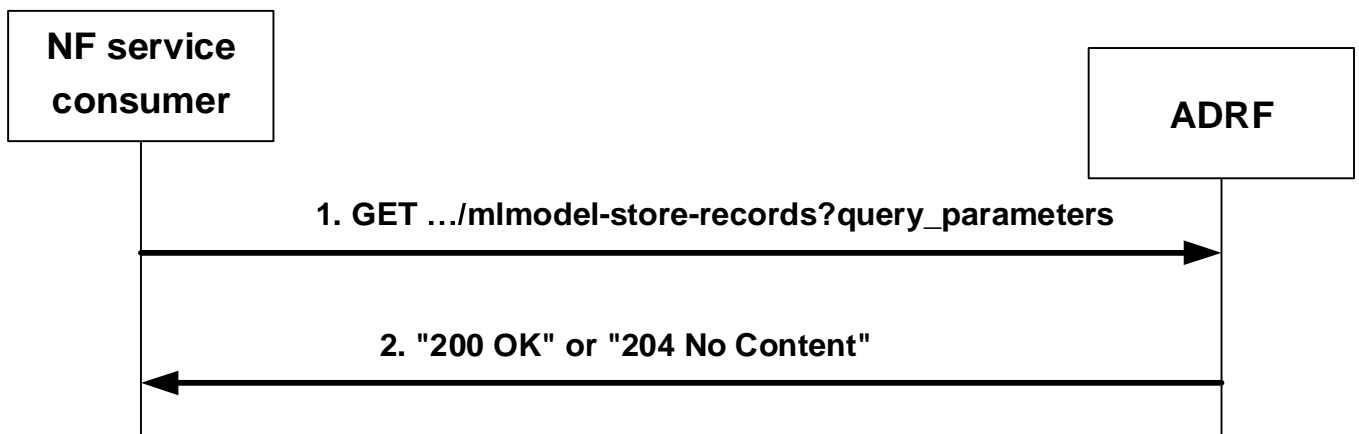 NF service
consumer
ADRF
1. GET …/mlmodel-store-records?query_parameters
2. "200 OK" or "204 No Content"